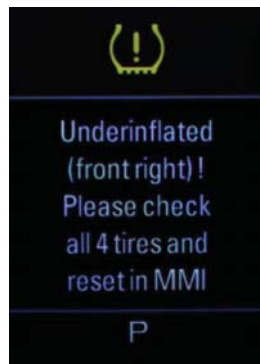 Underinflated
(front right)!
Please check
all 4 tires and
reset in MMI
P